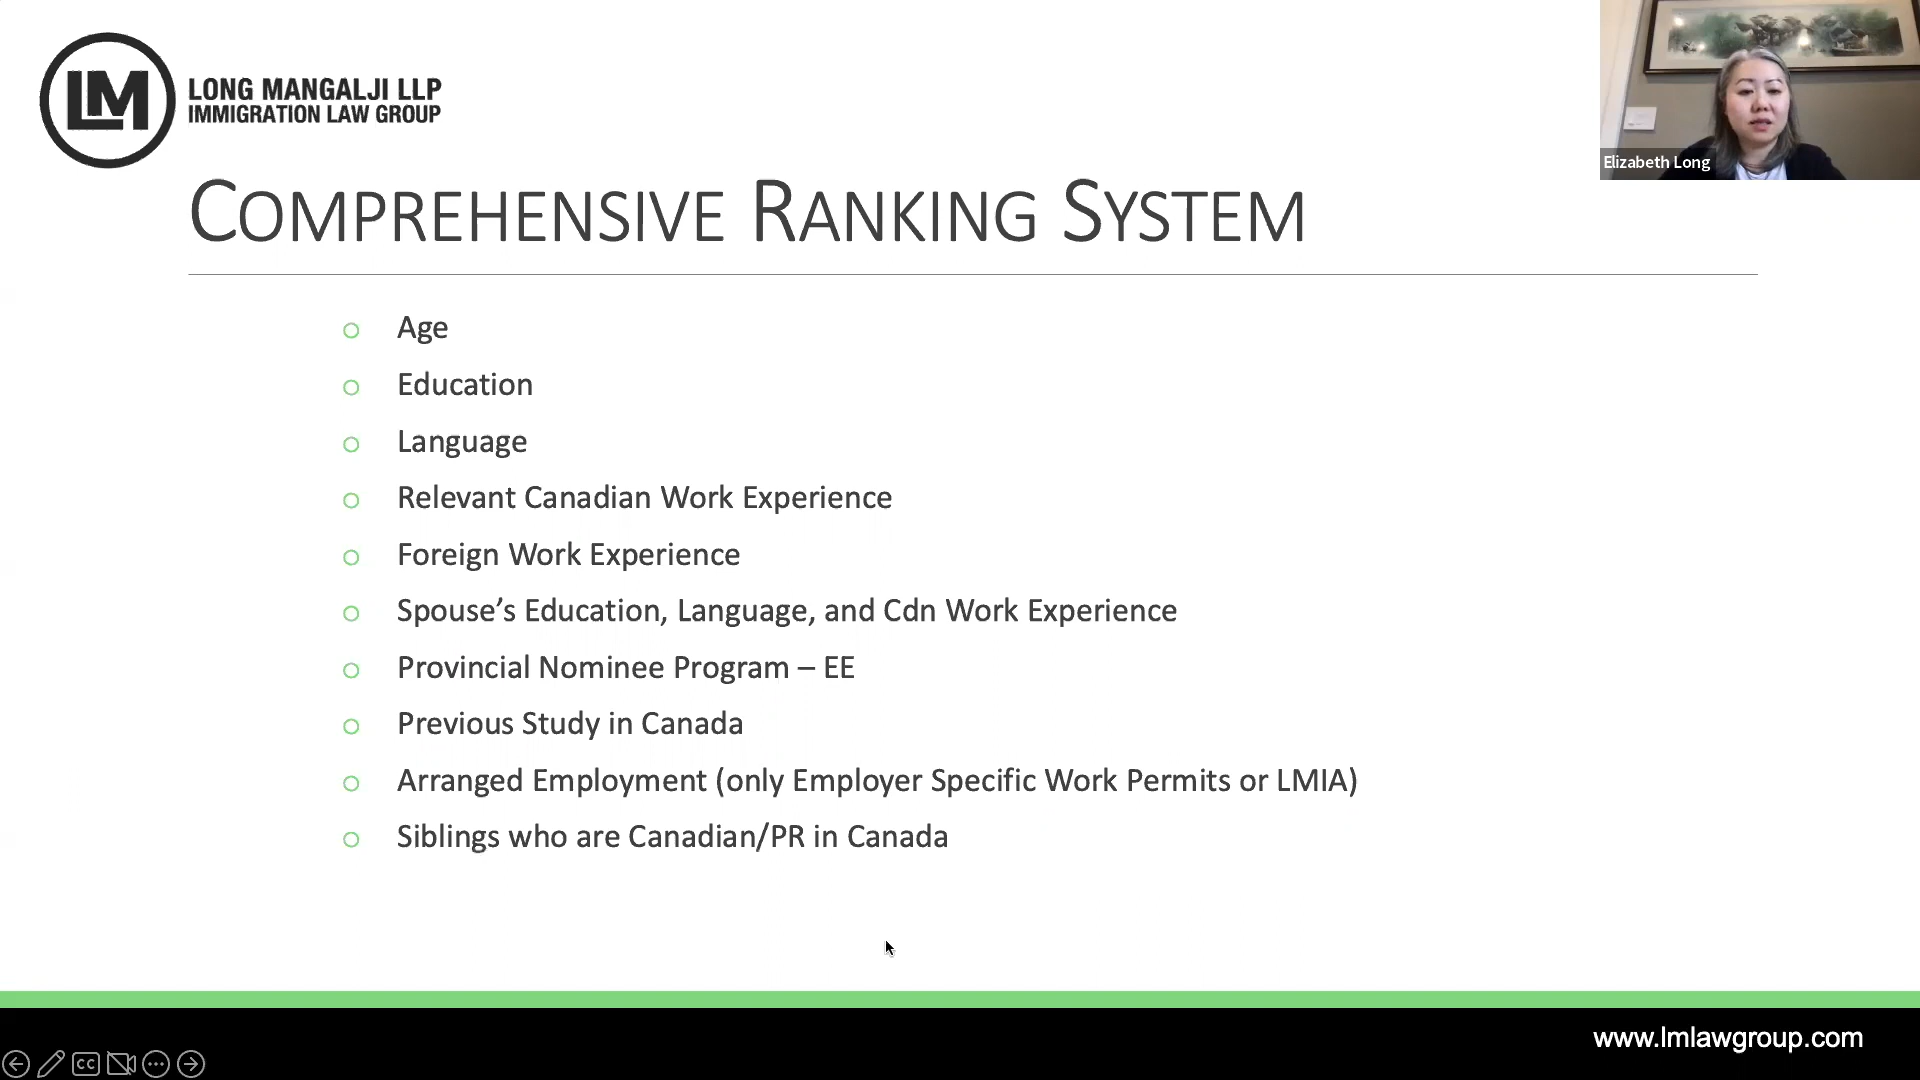 LM
LONG MANGALJI LLP
IMMIGRATION LAW GROUP
Elizabeth Long
COMPREHENSIVE RANKING SYSTEM
Age
Education
Language
Relevant Canadian Work Experience
Foreign Work Experience
Spouse’s Education, Language, and Cdn Work Experience
Provincial Nominee Program – EE
Previous Study in Canada
Arranged Employment (only Employer Specific Work Permits or LMIA)
Siblings who are Canadian/PR in Canada
www.lmlawgroup.com
CC